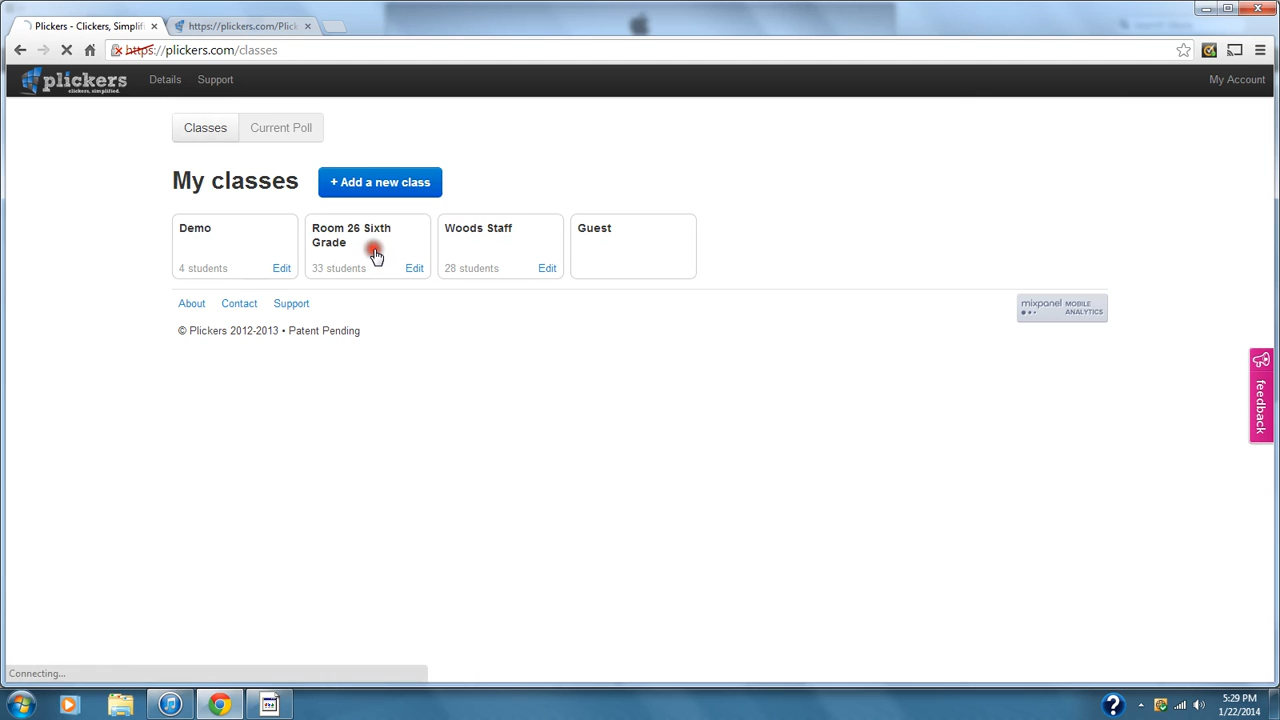 Plickers - Clickers, Simplifi
https://plickers.com/Plick
https://plickers.com/classes
plickers
clickers, simplified.
Details
Support
My Account
Classes
Current Poll
My classes
+ Add a new class
Demo
4 students
Edit
Room 26 Sixth
Grade
33 students
Edit
Woods Staff
28 students
Edit
Guest
About
Contact
Support
mixpanel MOBILE
ANALYTICS
© Plickers 2012-2013 • Patent Pending
feedback
Connecting...
5:29 PM
1/22/2014